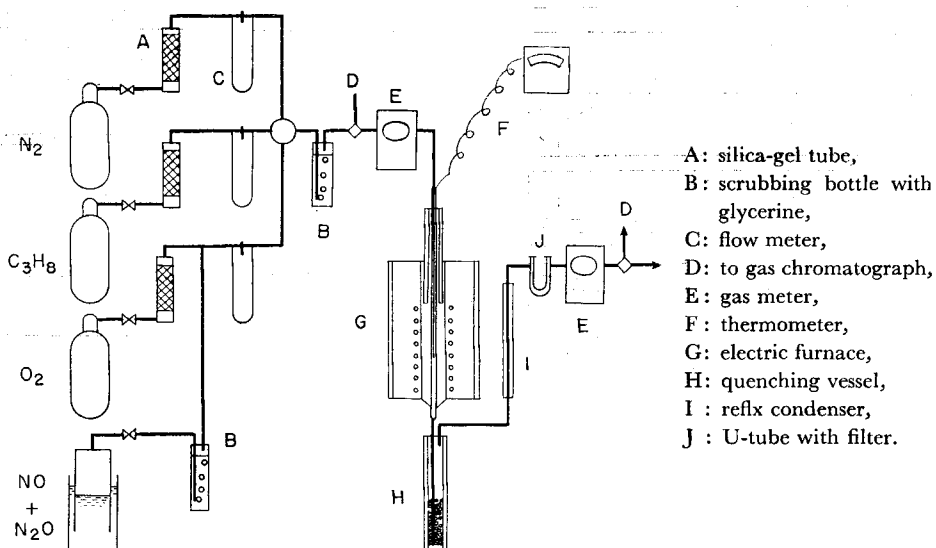 A
C
N2
D
E
F
B
C3H8
D
J
G
E
I
O2
B
H
NO
+
N2O
A: silica-gel tube,
B: scrubbing bottle with
glycerine,
C: flow meter,
D: to gas chromatograph,
E: gas meter,
F: thermometer,
G: electric furnace,
H: quenching vessel,
I : reflx condenser,
J : U-tube with filter.